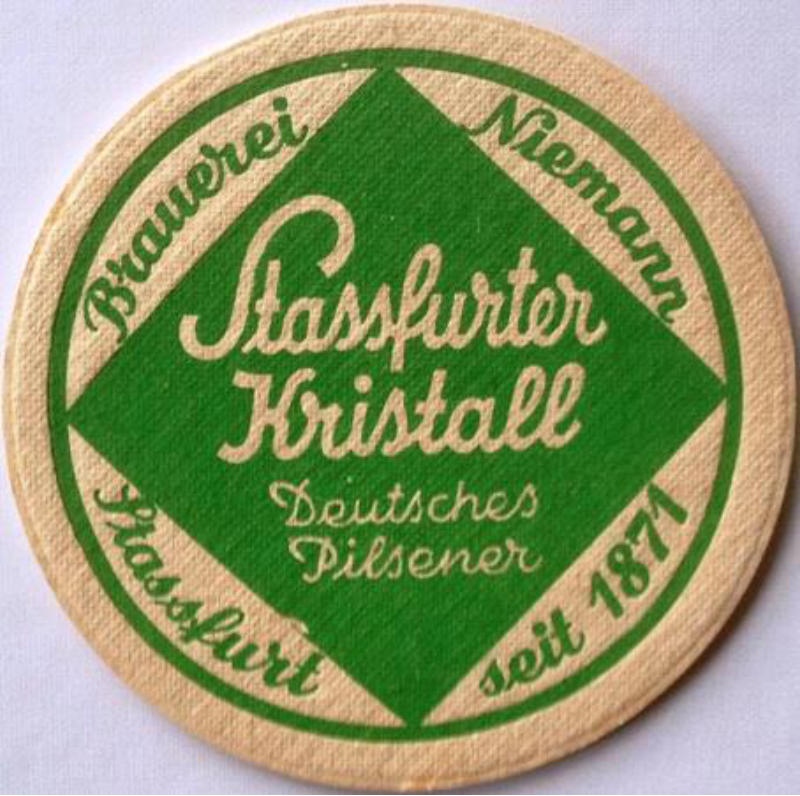 Brauerei
Niemann
Stassfurter
Kristall
Deutsches
Pilsener
Stassfurt
seit 1871